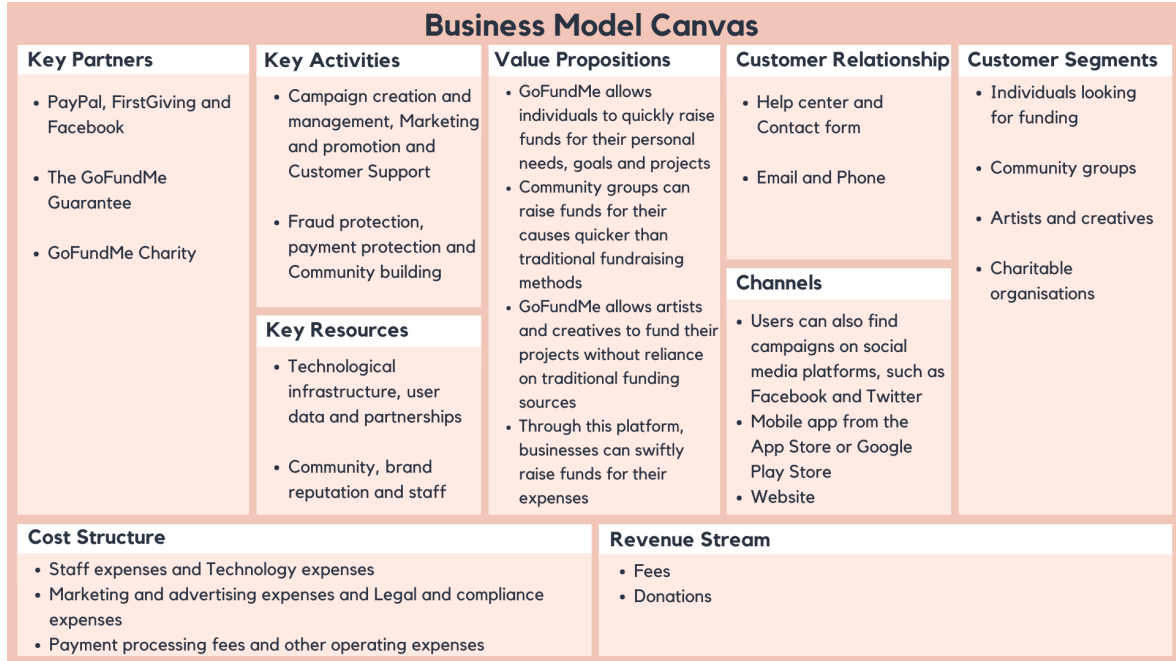 Business Model Canvas
Key Partners
• PayPal, FirstGiving and
Facebook
• The GoFundMe
Guarantee
• GoFundMe Charity
Key Activities
• Campaign creation and
management, Marketing
and promotion and
Customer Support
• Fraud protection,
payment protection and
Community building
Key Resources
• Technological
infrastructure, user
data and partnerships
• Community, brand
reputation and staff
Value Propositions
• GoFundMe allows
individuals to quickly raise
funds for their personal
needs, goals and projects
• Community groups can
raise funds for their
causes quicker than
traditional fundraising
methods
• GoFundMe allows artists
and creatives to fund their
projects without reliance
on traditional funding
sources
• Through this platform,
businesses can swiftly
raise funds for their
expenses
Customer Relationship
• Help center and
Contact form
• Email and Phone
Channels
• Users can also find
campaigns on social
media platforms, such as
Facebook and Twitter
• Mobile app from the
App Store or Google
Play Store
• Website
Customer Segments
• Individuals looking
for funding
• Community groups
• Artists and creatives
• Charitable
organisations
Cost Structure
• Staff expenses and Technology expenses
• Marketing and advertising expenses and Legal and compliance
expenses
• Payment processing fees and other operating expenses
Revenue Stream
• Fees
• Donations